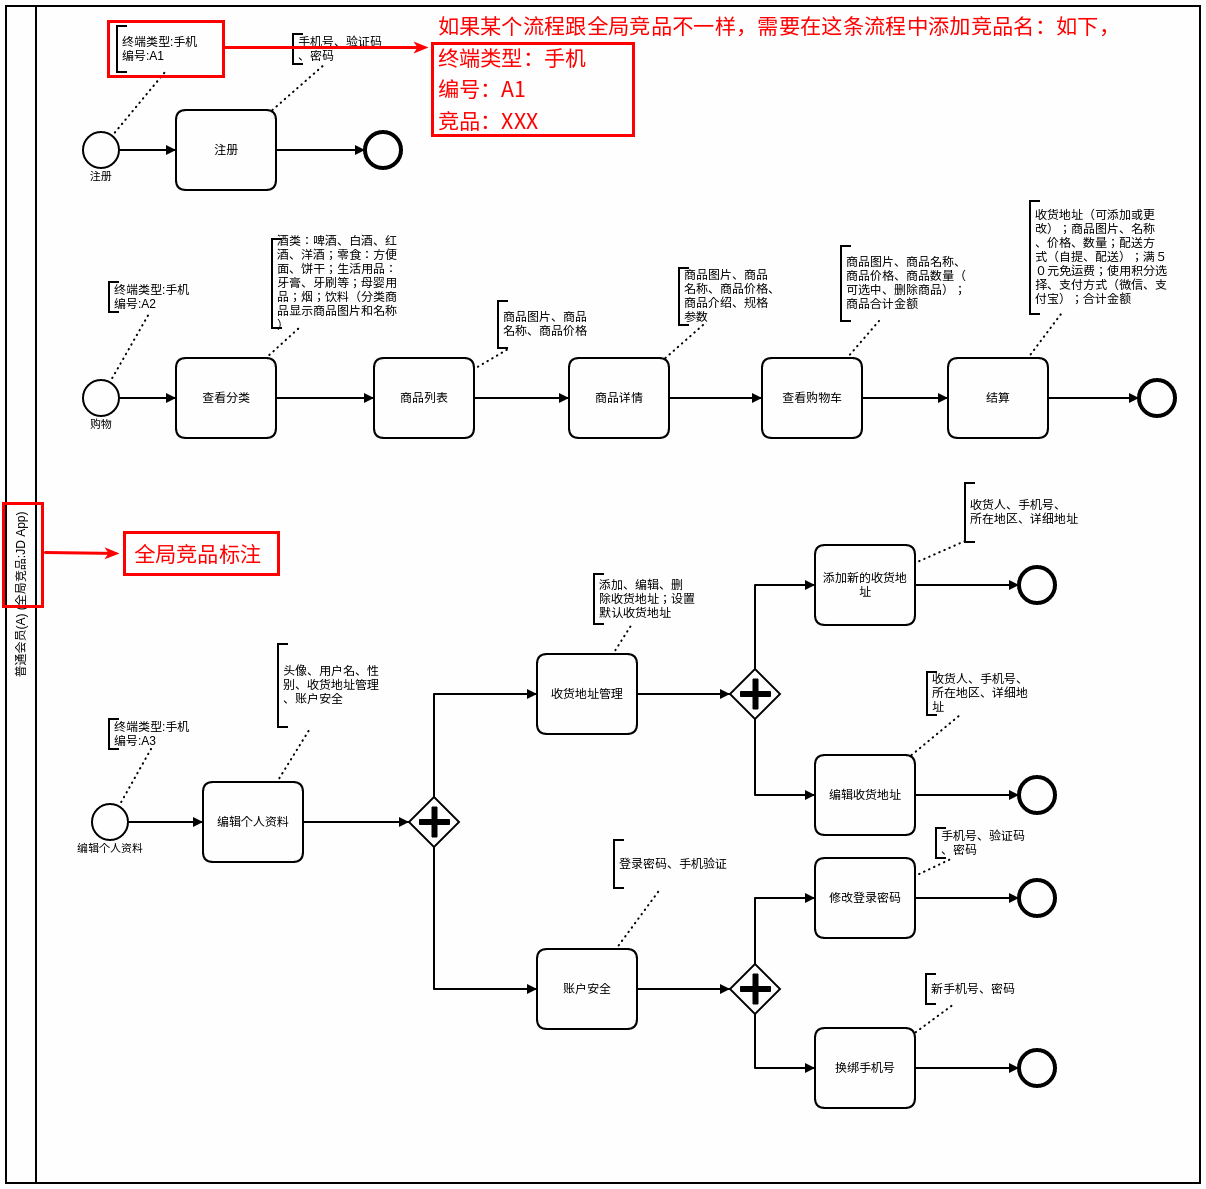 如果某个流程跟全局竞品不一样，需要在这条流程中添加竞品名：如下，
终端类型:手机
编号:A1
手机号、验证码
、密码
终端类型：手机
编号：A1
竞品：XXX
注册
注册
酒类：啤酒、白酒、红
酒、洋酒；零食：方便
面、饼干；生活用品：
牙膏、牙刷等；母婴用
品；烟；饮料（分类商
品显示商品图片和名称
）
收货地址（可添加或更
改）；商品图片、名称
、价格、数量；配送方
式（自提、配送）；满５
０元免运费；使用积分选
择、支付方式（微信、支
付宝）；合计金额
商品图片、商品名称、
商品价格、商品数量（
可选中、删除商品）；
商品合计金额
商品图片、商品
名称、商品价格、
商品介绍、规格
参数
终端类型:手机
编号:A2
商品图片、商品
名称、商品价格
查看分类
商品列表
商品详情
查看购物车
结算
购物
普通会员(A) (全局竞品:JD App)
全局竞品标注
收货人、手机号、
所在地区、详细地址
添加新的收货地
址
添加、编辑、删
除收货地址；设置
默认收货地址
头像、用户名、性
别、收货地址管理
、账户安全
收货地址管理
收货人、手机号、
所在地区、详细地
址
终端类型:手机
编号:A3
编辑收货地址
编辑个人资料
编辑个人资料
手机号、验证码
、密码
登录密码、手机验证
修改登录密码
账户安全
新手机号、密码
换绑手机号